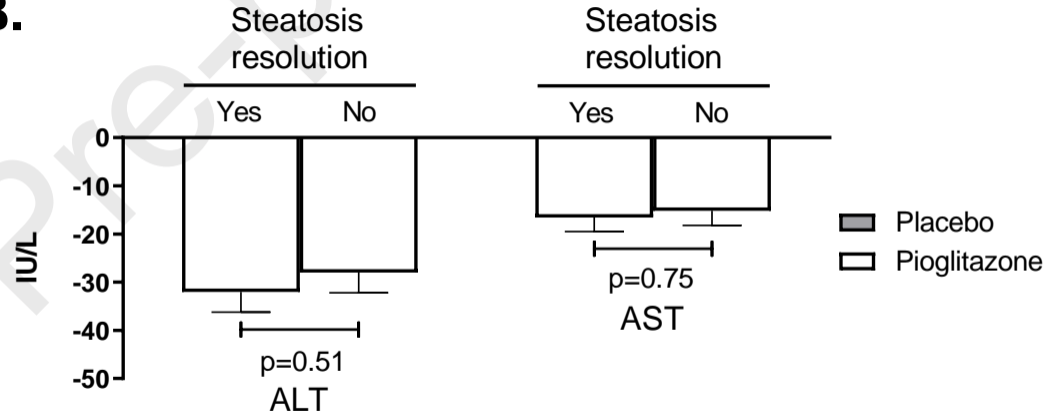 B.
Steatosis
resolution
Steatosis
resolution
Yes No
Yes No
0
-10
-20
-30
-40
-50
IU/L
p=0.51
ALT
p=0.75
AST
Placebo
Pioglitazone
Pre-p